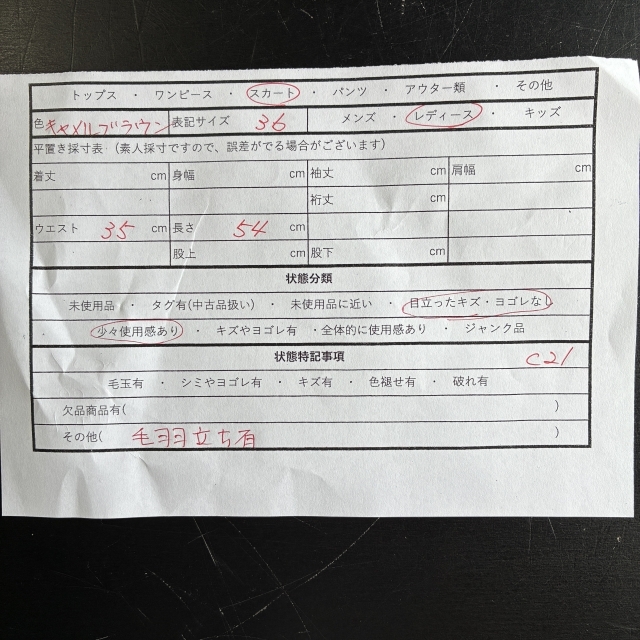 トップス ・ ワンピース ・ スカート ・ パンツ ・ アウター類 ・ その他
色 キャメルブラウン 表記サイズ 36 メンズ ・ レディース ・ キッズ
平置き採寸表 (素人採寸ですので、誤差がでる場合がございます)
着丈 cm 身幅 cm 袖丈 cm 肩幅 cm
裄丈 cm
ウエスト 35 cm 長さ 54 cm
股上 cm 股下 cm
状態分類
未使用品 ・ タグ有(中古品扱い) ・ 未使用品に近い ・ 目立ったキズ・ヨゴレなし
少々使用感あり ・ キズやヨゴレ有 ・全体的に使用感あり ・ ジャンク品
状態特記事項 C21
毛玉有 ・ シミやヨゴレ有 ・ キズ有 ・ 色褪せ有 ・ 破れ有
欠品商品有( )
その他( 毛羽立ち有 )